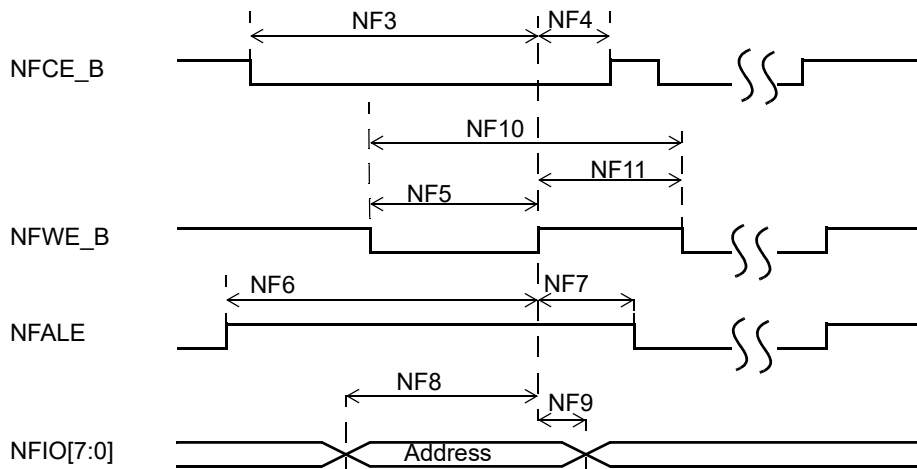 NF3 NF4
NFCE_B
NF10
NF11
NF5
NFWE_B
NF6 NF7
NFALE
NF8
NF9
NFIO[7:0] Address